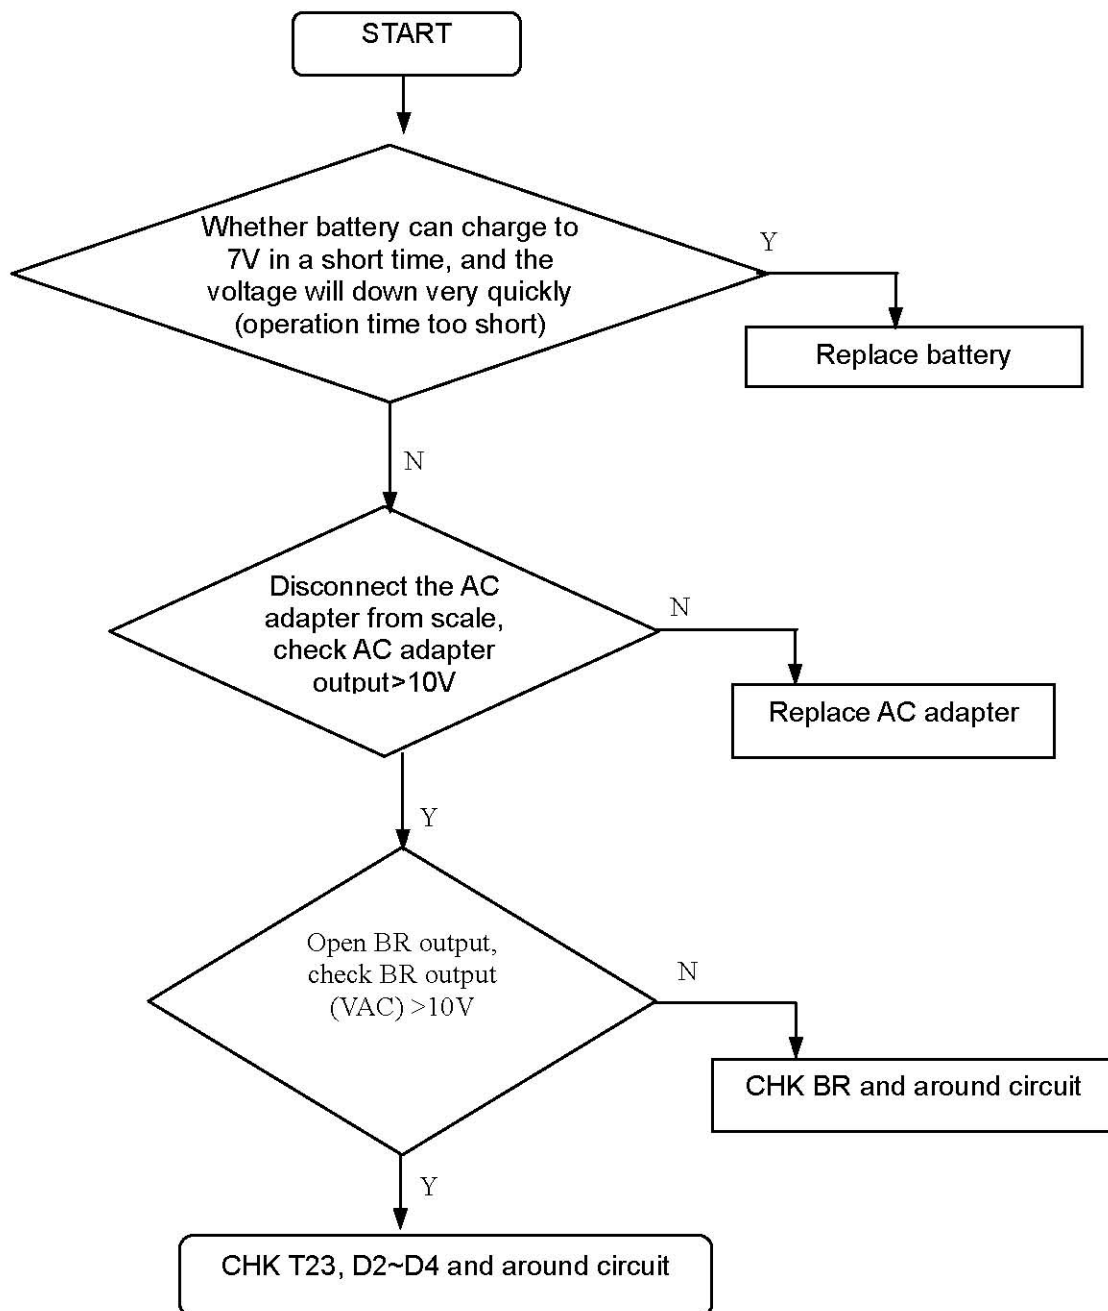 START
Whether battery can charge to
7V in a short time, and the
voltage will down very quickly
(operation time too short)
Y
Replace battery
N
Disconnect the AC
adapter from scale,
check AC adapter
output>10V
N
Replace AC adapter
Y
Open BR output,
check BR output
(VAC) >10V
N
CHK BR and around circuit
Y
CHK T23, D2~D4 and around circuit